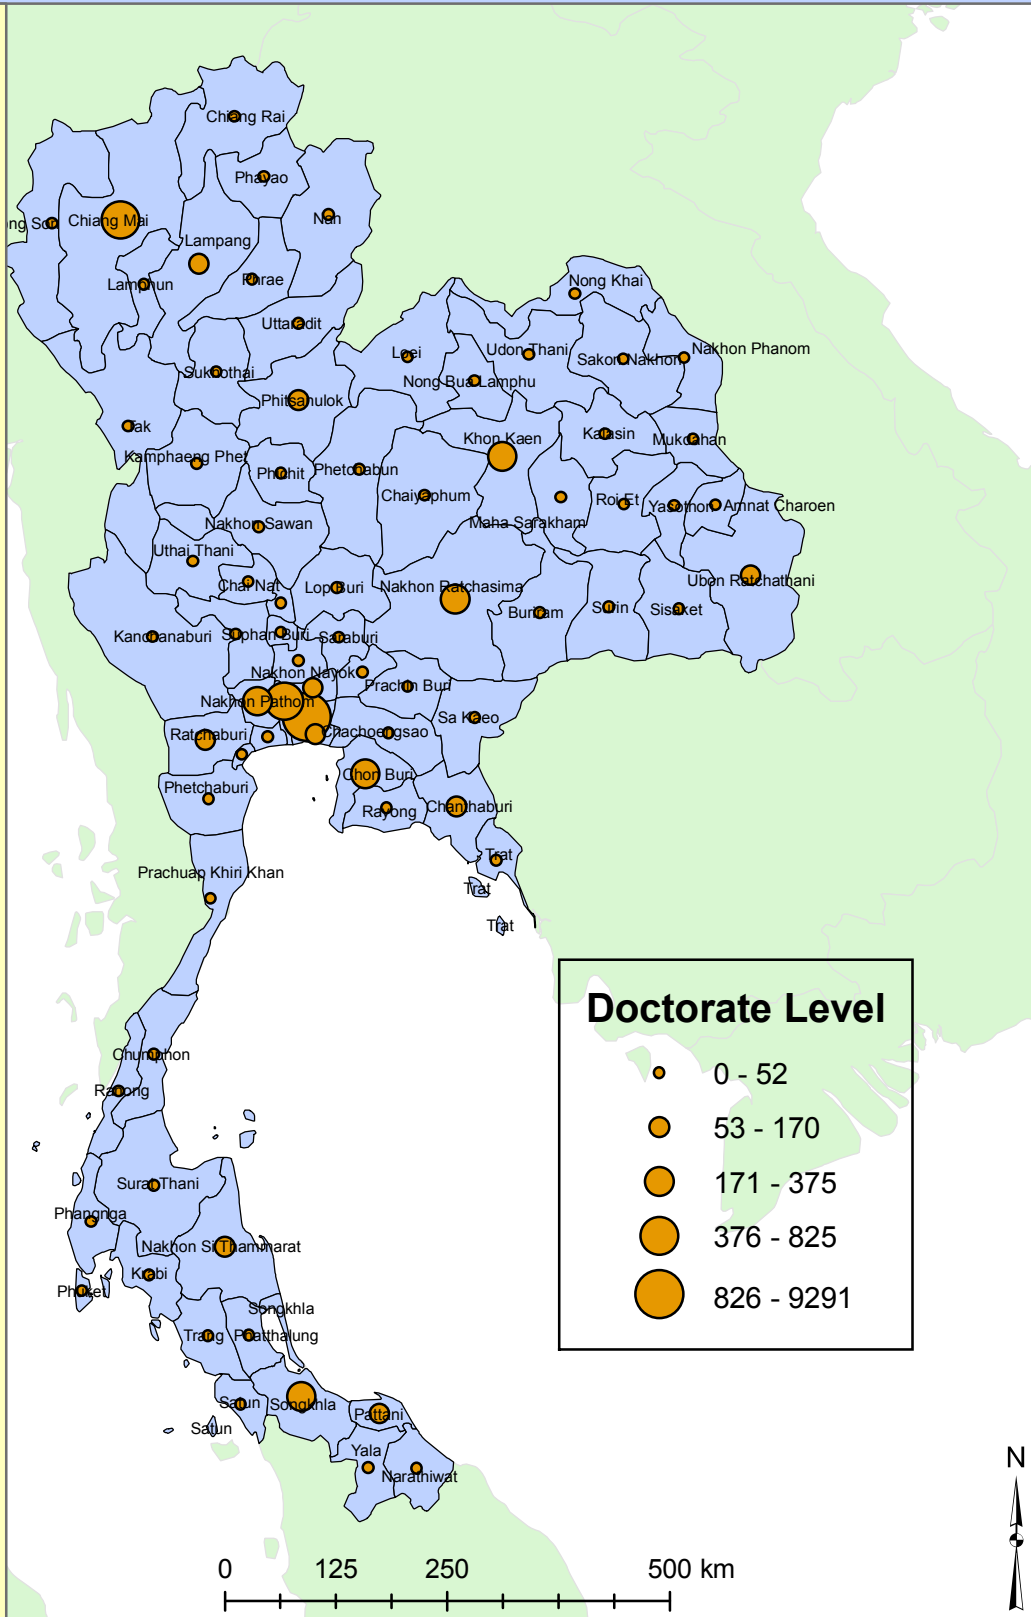 Chiang Rai
Phayao
ng Son
Chiang Mai
Nan
Lampang
Lamphun
Phrae
Nong Khai
Uttaradit
Loei
Udon Thani
Sakon Nakhon
Nakhon Phanom
Sukhothai
Nong Bua Lamphu
Phitsanulok
Tak
Khon Kaen
Kalasin
Mukdahan
Kamphaeng Phet
Phichit
Phetchabun
Chaiyaphum
Maha Sarakham
Roi Et
Yasothon
Amnat Charoen
Nakhon Sawan
Uthai Thani
Chai Nat
Lop Buri
Nakhon Ratchasima
Buriram
Surin
Sisaket
Ubon Ratchathani
Kanchanaburi
Suphan Buri
Saraburi
Nakhon Nayok
Prachin Buri
Nakhon Pathom
Sa Kaeo
Ratchaburi
Chachoengsao
Chon Buri
Phetchaburi
Rayong
Chanthaburi
Trat
Trat
Trat
Prachuap Khiri Khan
Doctorate Level
0 - 52
53 - 170
171 - 375
376 - 825
826 - 9291
Chumphon
Ranong
Surat Thani
Phangnga
Nakhon Si Thammarat
Krabi
Phuket
Songkhla
Trang
Phatthalung
Satun
Songkhla
Pattani
Satun
Yala
Narathiwat
N
0 125 250 500 km